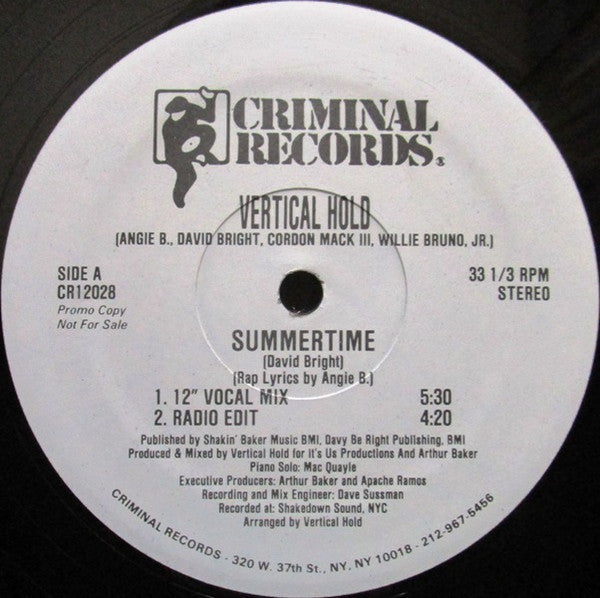 CRIMINAL
RECORDS®
VERTICAL HOLD
(ANGIE B., DAVID BRIGHT, CORDON MACK III, WILLIE BRUNO, JR.)
SIDE A
CR12028
Promo Copy
Not For Sale
33 1/3 RPM
STEREO
SUMMERTIME
(David Bright)
(Rap Lyrics by Angie B.)
1. 12" VOCAL MIX 5:30
2. RADIO EDIT 4:20
Published by Shakin' Baker Music BMI, Davy Be Right Publishing, BMI
Produced & Mixed by Vertical Hold for It's Us Productions And Arthur Baker
Piano Solo: Mac Quayle
Executive Producers: Arthur Baker and Apache Ramos
Recording and Mix Engineer: Dave Sussman
Recorded at: Shakedown Sound, NYC
Arranged by Vertical Hold
CRIMINAL RECORDS - 320 W. 37th St., NY, NY 10018 - 212-967-5456